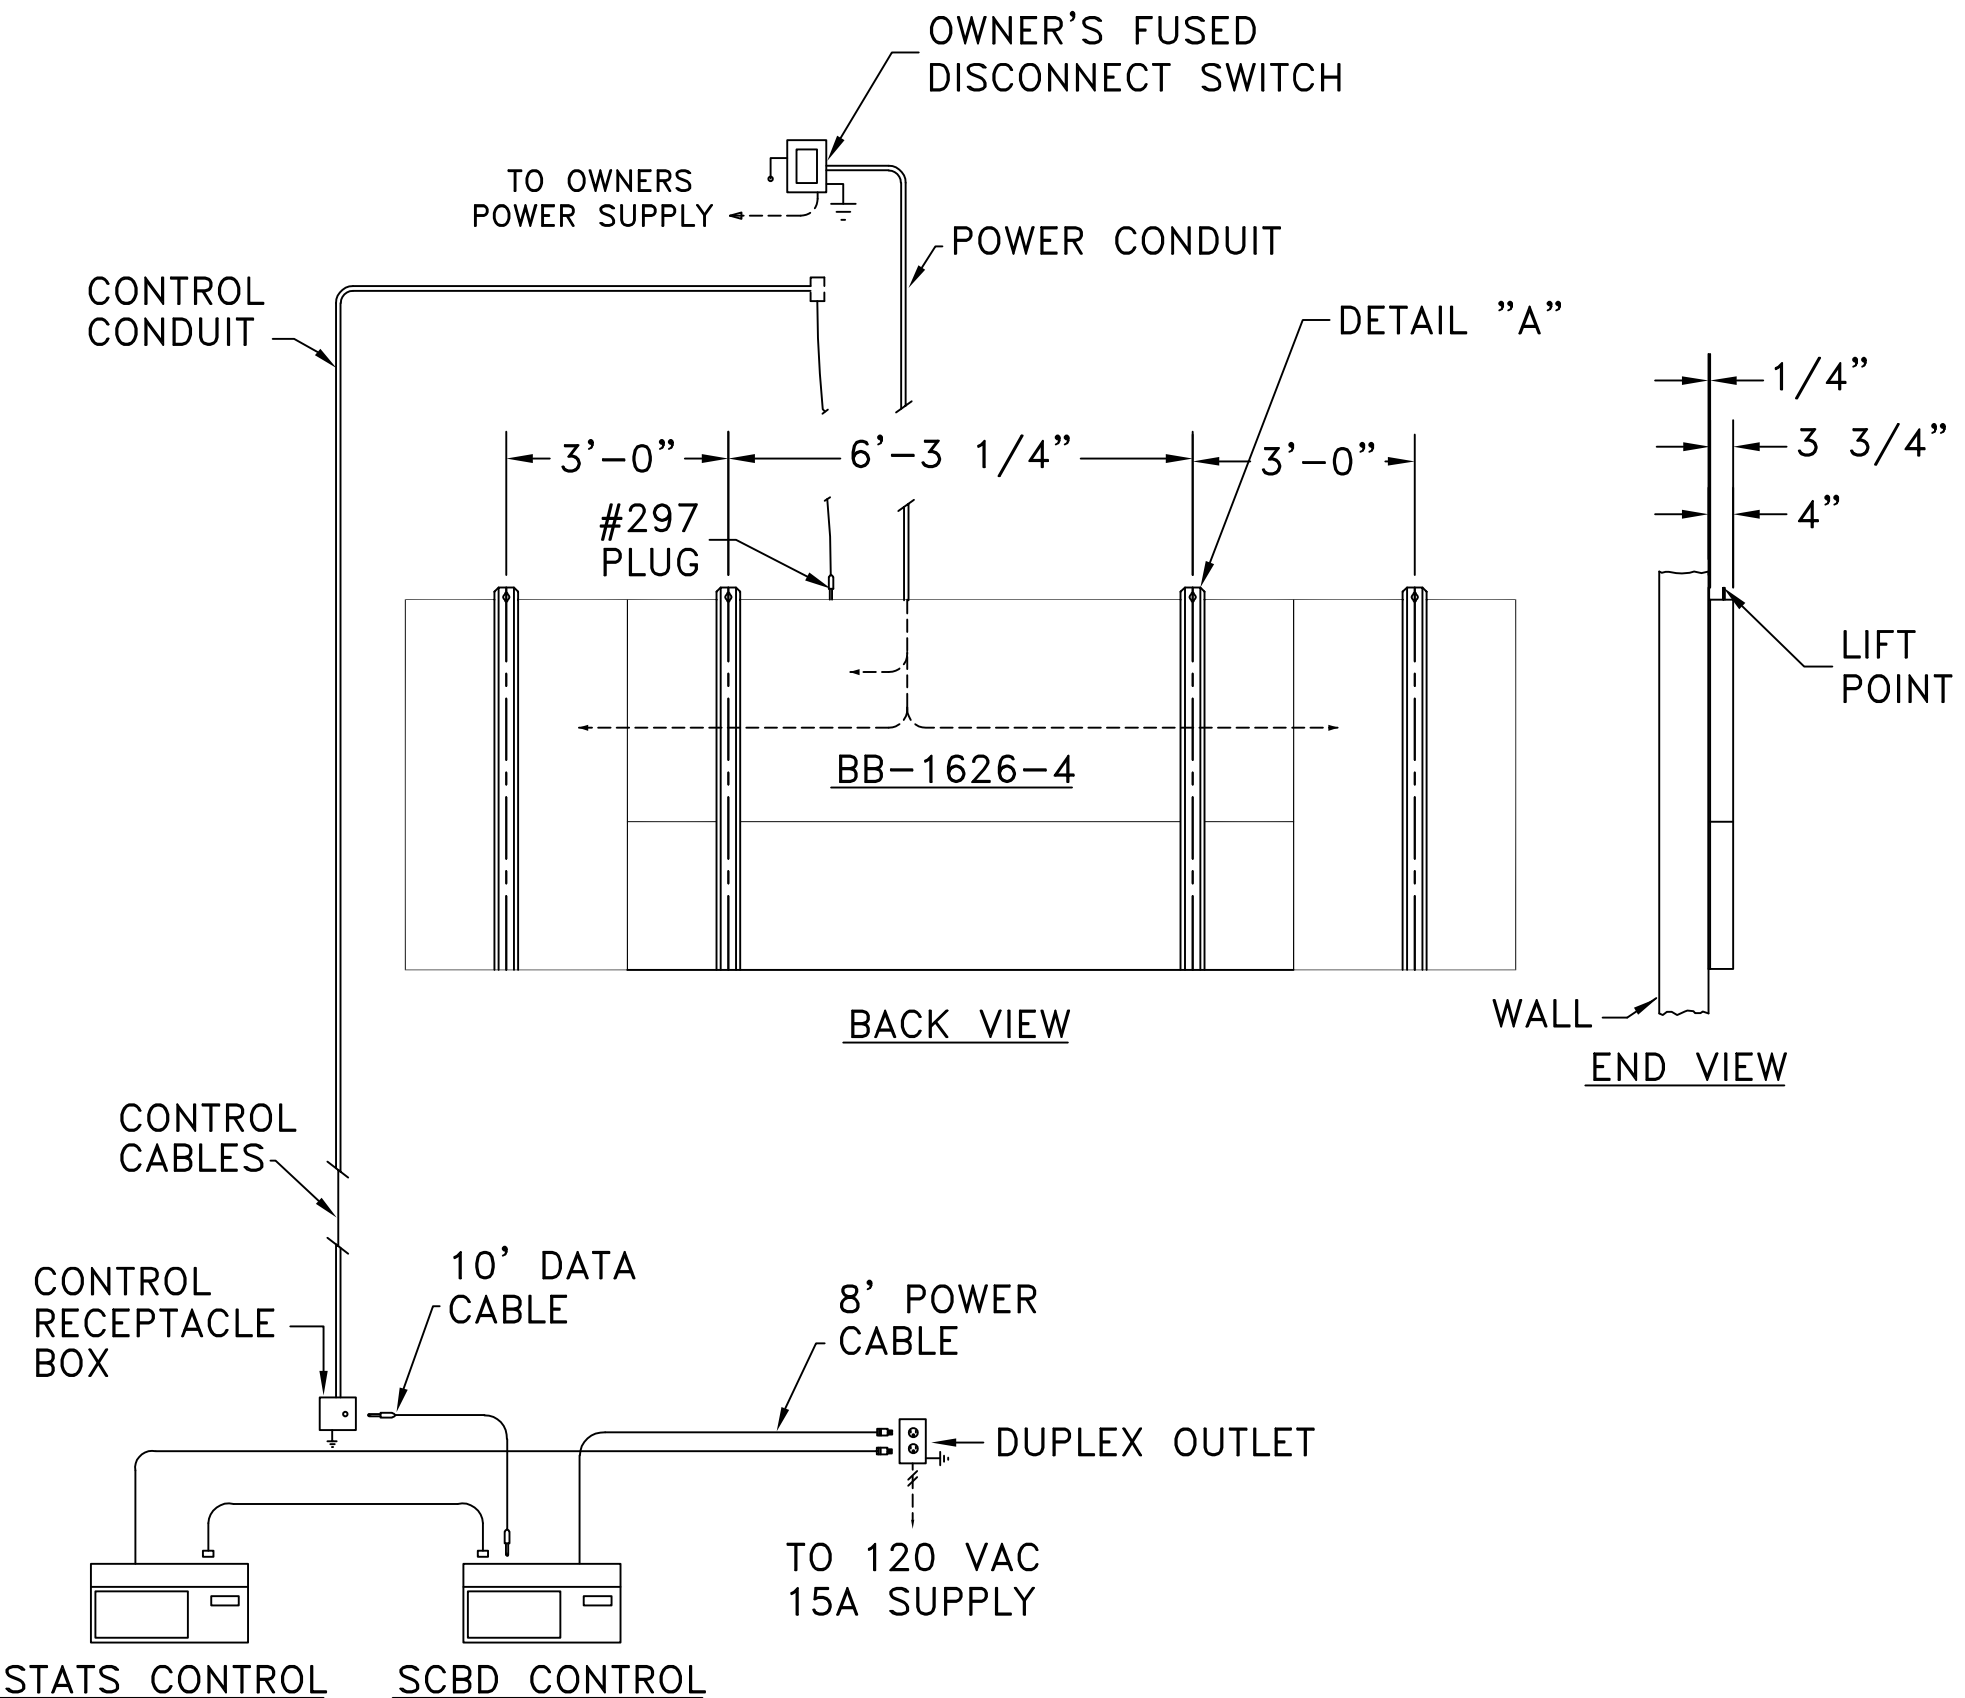 OWNER'S FUSED
DISCONNECT SWITCH
TO OWNERS
POWER SUPPLY
POWER CONDUIT
CONTROL
CONDUIT
DETAIL "A"
1/4"
3 3/4"
4"
3'-0"
6'-3 1/4"
3'-0"
#297
PLUG
LIFT
POINT
BB-1626-4
WALL
BACK VIEW
END VIEW
CONTROL
CABLES
CONTROL
RECEPTACLE
BOX
10' DATA
CABLE
8' POWER
CABLE
DUPLEX OUTLET
TO 120 VAC
15A SUPPLY
STATS CONTROL
SCBD CONTROL